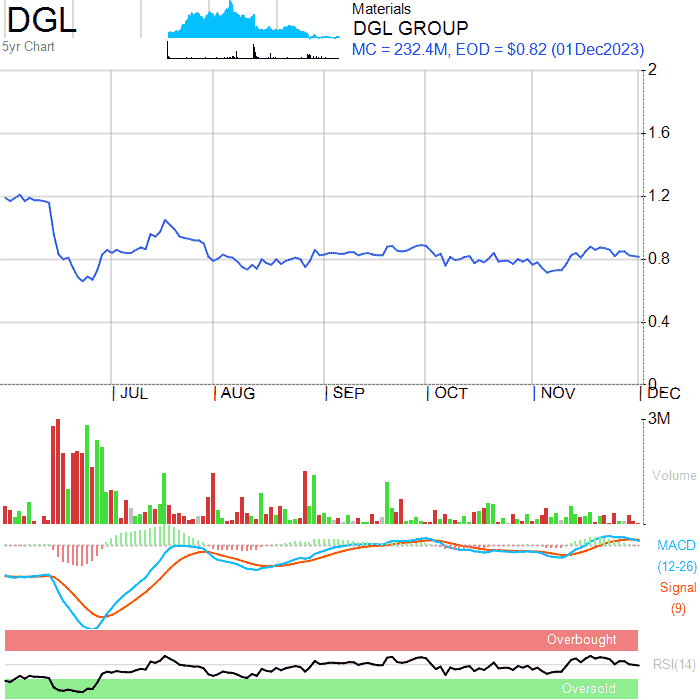 DGL
5yr Chart
Materials
DGL GROUP
MC = 232.4M, EOD = $0.82 (01Dec2023)
2
1.6
1.2
0.8
0.4
0
JUL AUG SEP OCT NOV DEC
3M
Volume
MACD
(12-26)
Signal
(9)
Overbought
RSI(14)
Oversold